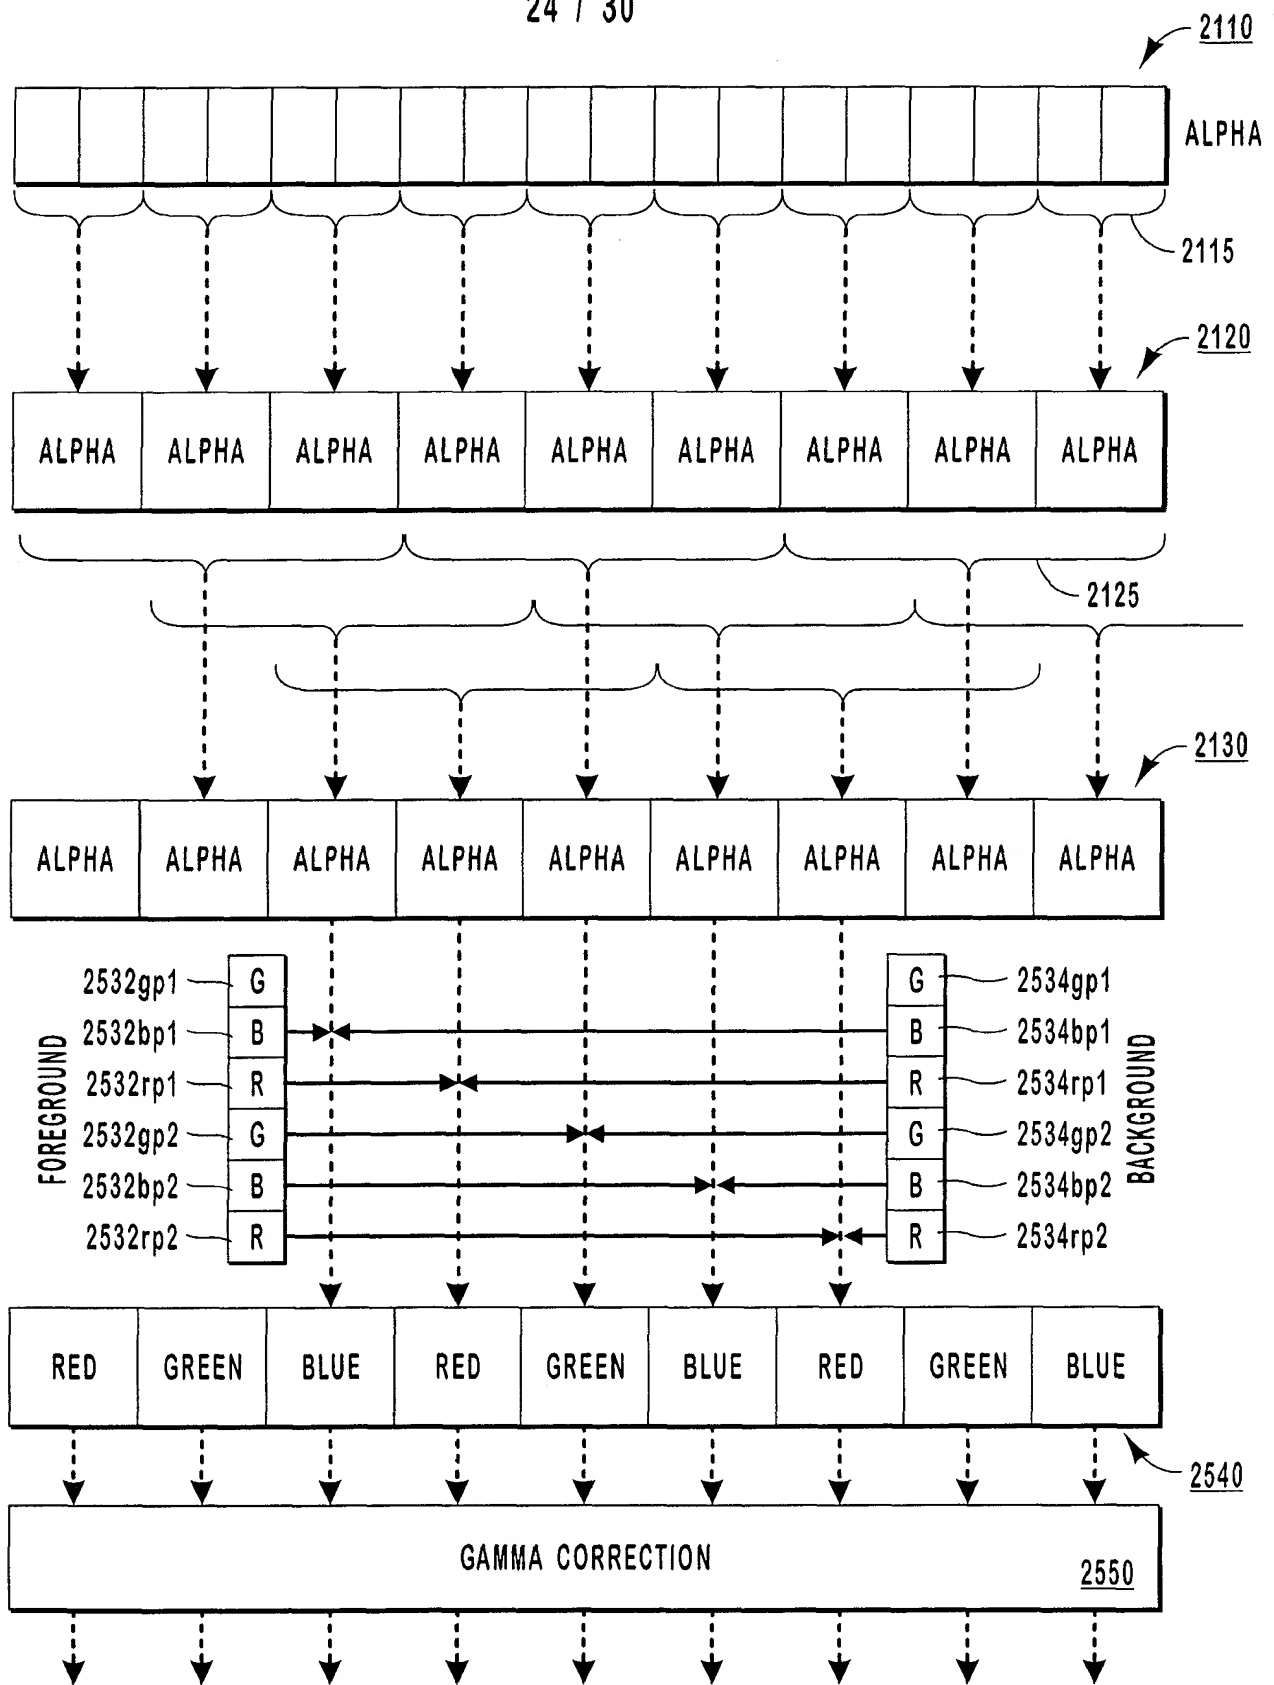 24 / 30
2110
ALPHA
2115
2120
ALPHA ALPHA ALPHA ALPHA ALPHA ALPHA ALPHA ALPHA ALPHA
2125
2130
ALPHA ALPHA ALPHA ALPHA ALPHA ALPHA ALPHA ALPHA ALPHA
FOREGROUND
2532gp1 G
2532bp1 B
2532rp1 R
2532gp2 G
2532bp2 B
2532rp2 R
G 2534gp1
B 2534bp1
R 2534rp1
G 2534gp2
B 2534bp2
R 2534rp2
BACKGROUND
RED GREEN BLUE RED GREEN BLUE RED GREEN BLUE
2540
GAMMA CORRECTION
2550